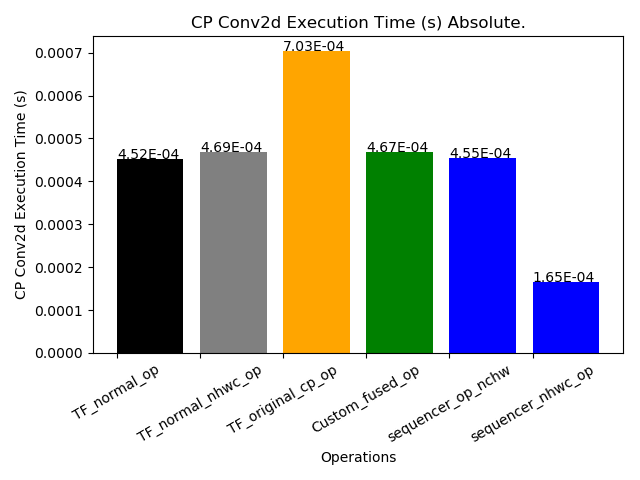 CP Conv2d Execution Time (s) Absolute.
CP Conv2d Execution Time (s)
0.0007
0.0006
0.0005
0.0004
0.0003
0.0002
0.0001
0.0000
4.52E-04
4.69E-04
7.03E-04
4.67E-04
4.55E-04
1.65E-04
TF_normal_op
TF_normal_nhwc_op
TF_original_cp_op
Custom_fused_op
sequencer_op_nchw
sequencer_nhwc_op
Operations